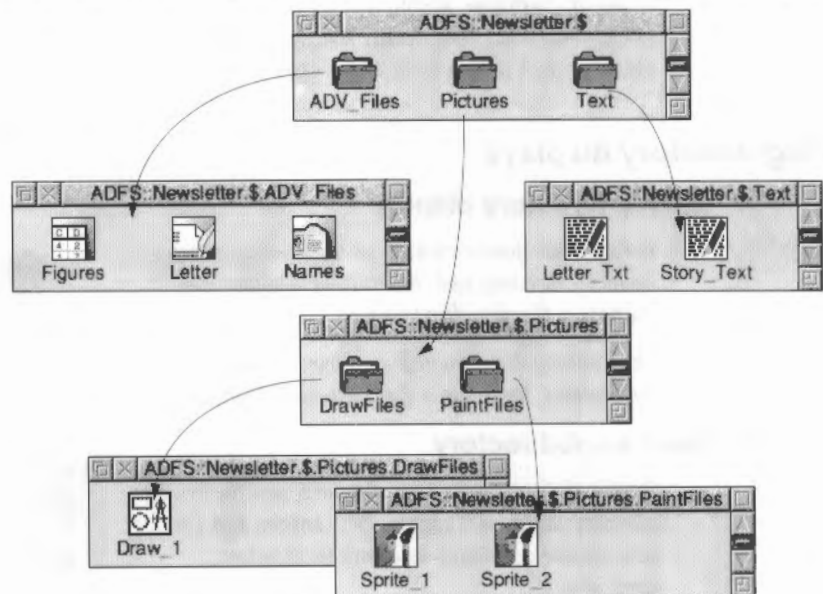 ADFS::Newsletter.$
ADV_Files Pictures Text
ADFS::Newsletter.$.ADV_Files
Figures Letter Names
ADFS::Newsletter.$.Text
Letter_Txt Story_Text
ADFS::Newsletter.$.Pictures
DrawFiles PaintFiles
ADFS::Newsletter.$.Pictures.DrawFiles
Draw_1
ADFS::Newsletter.$.Pictures.PaintFiles
Sprite_1 Sprite_2